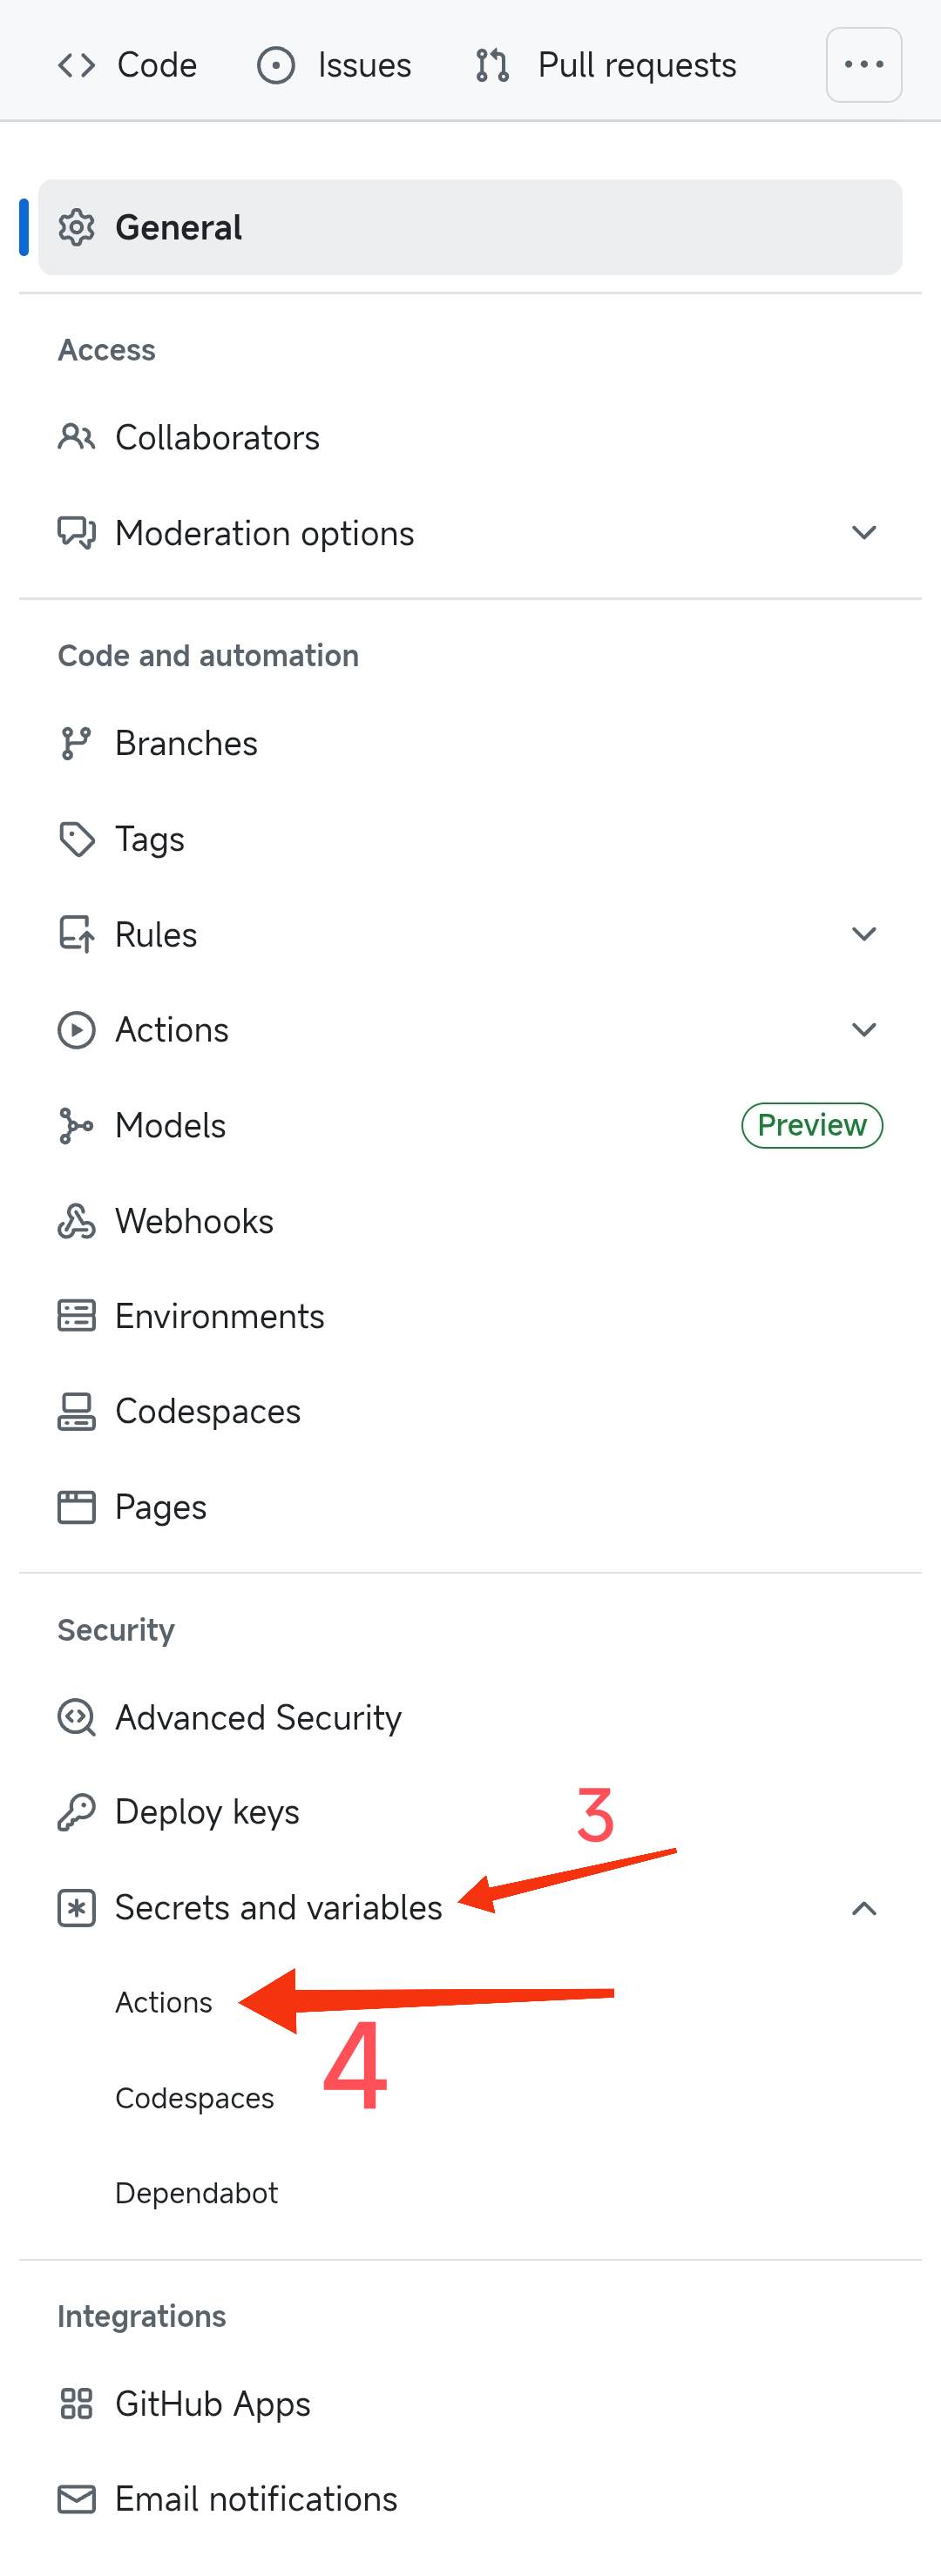 Code Issues Pull requests
General
Access
Collaborators
Moderation options
Code and automation
Branches
Tags
Rules
Actions
Models Preview
Webhooks
Environments
Codespaces
Pages
Security
Advanced Security
Deploy keys
3
Secrets and variables
Actions
4
Codespaces
Dependabot
Integrations
GitHub Apps
Email notifications